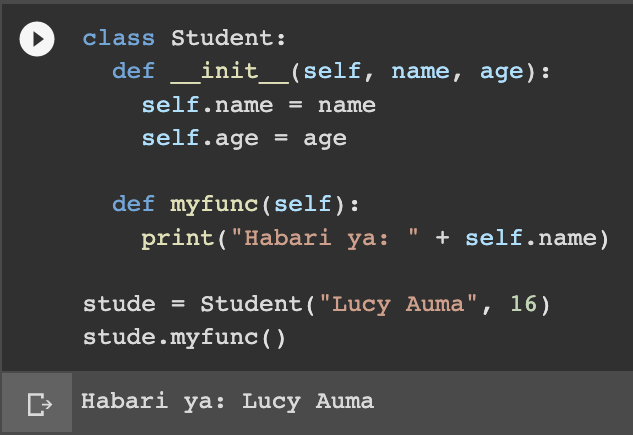 class Student:
  def __init__(self, name, age):
    self.name = name
    self.age = age

  def myfunc(self):
    print("Habari ya: " + self.name)

stude = Student("Lucy Auma", 16)
stude.myfunc()
Habari ya: Lucy Auma